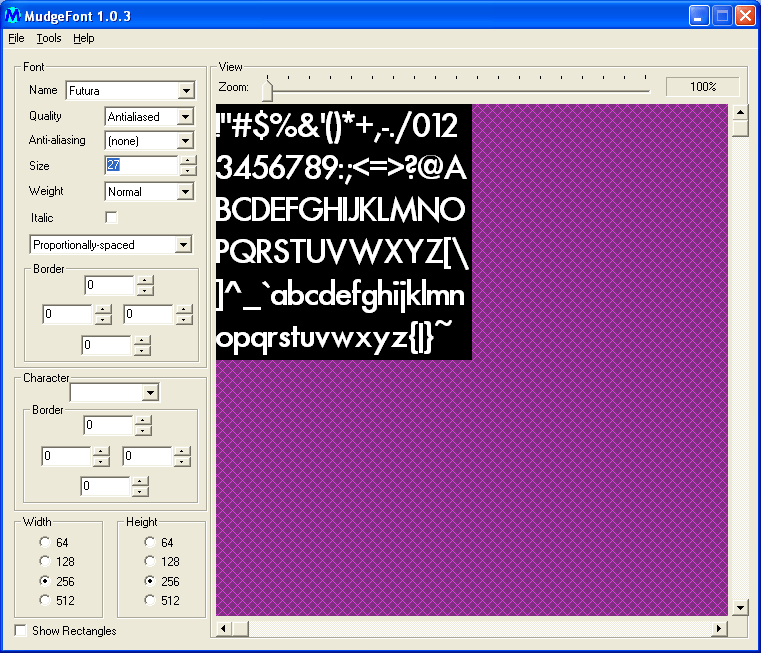 MudgeFont 1.0.3
File Tools Help
Font
Name Futura
Quality Antialiased
Anti-aliasing (none)
Size 27
Weight Normal
Italic
Proportionally-spaced
Border
0
0 0
0
Character
Border
0
0 0
0
Width
64
128
256
512
Height
64
128
256
512
Show Rectangles
View
Zoom: 100%
!"#$%&'()*+,-./012
3456789:;<=>?@A
BCDEFGHIJKLMNO
PQRSTUVWXYZ[\
]^_`abcdefghijklmn
opqrstuvwxyz{|}~